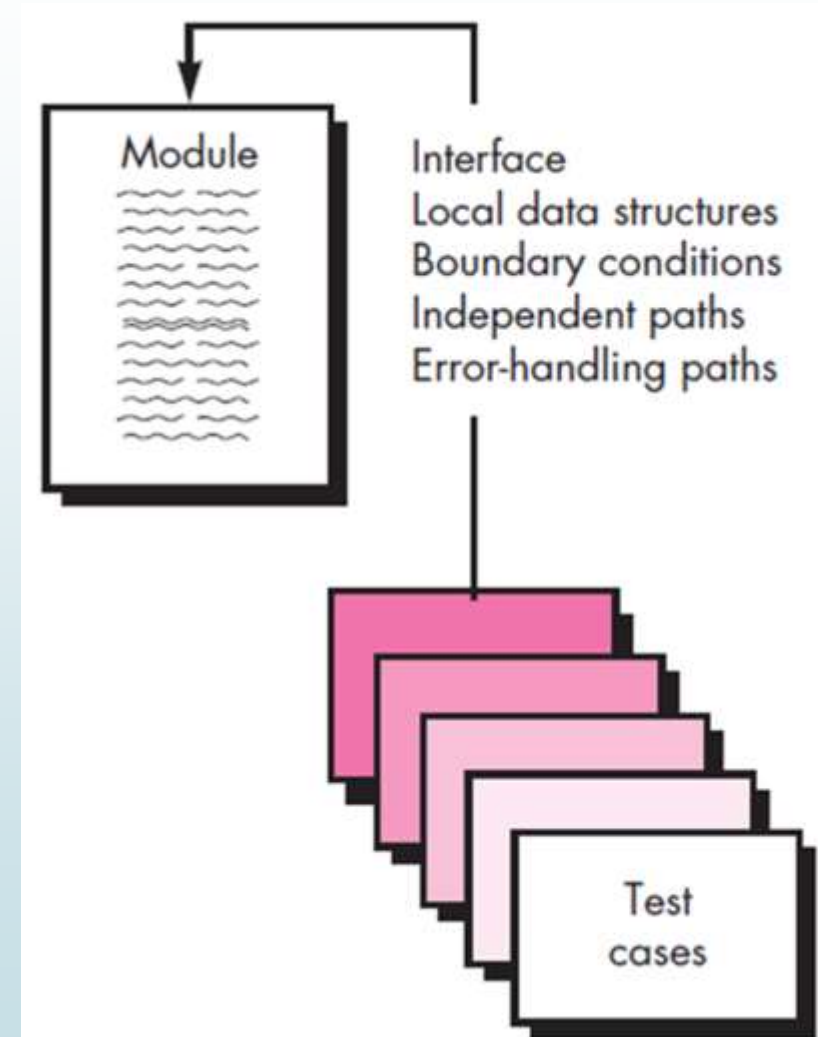 Module
Interface
Local data structures
Boundary conditions
Independent paths
Error-handling paths
Test
cases